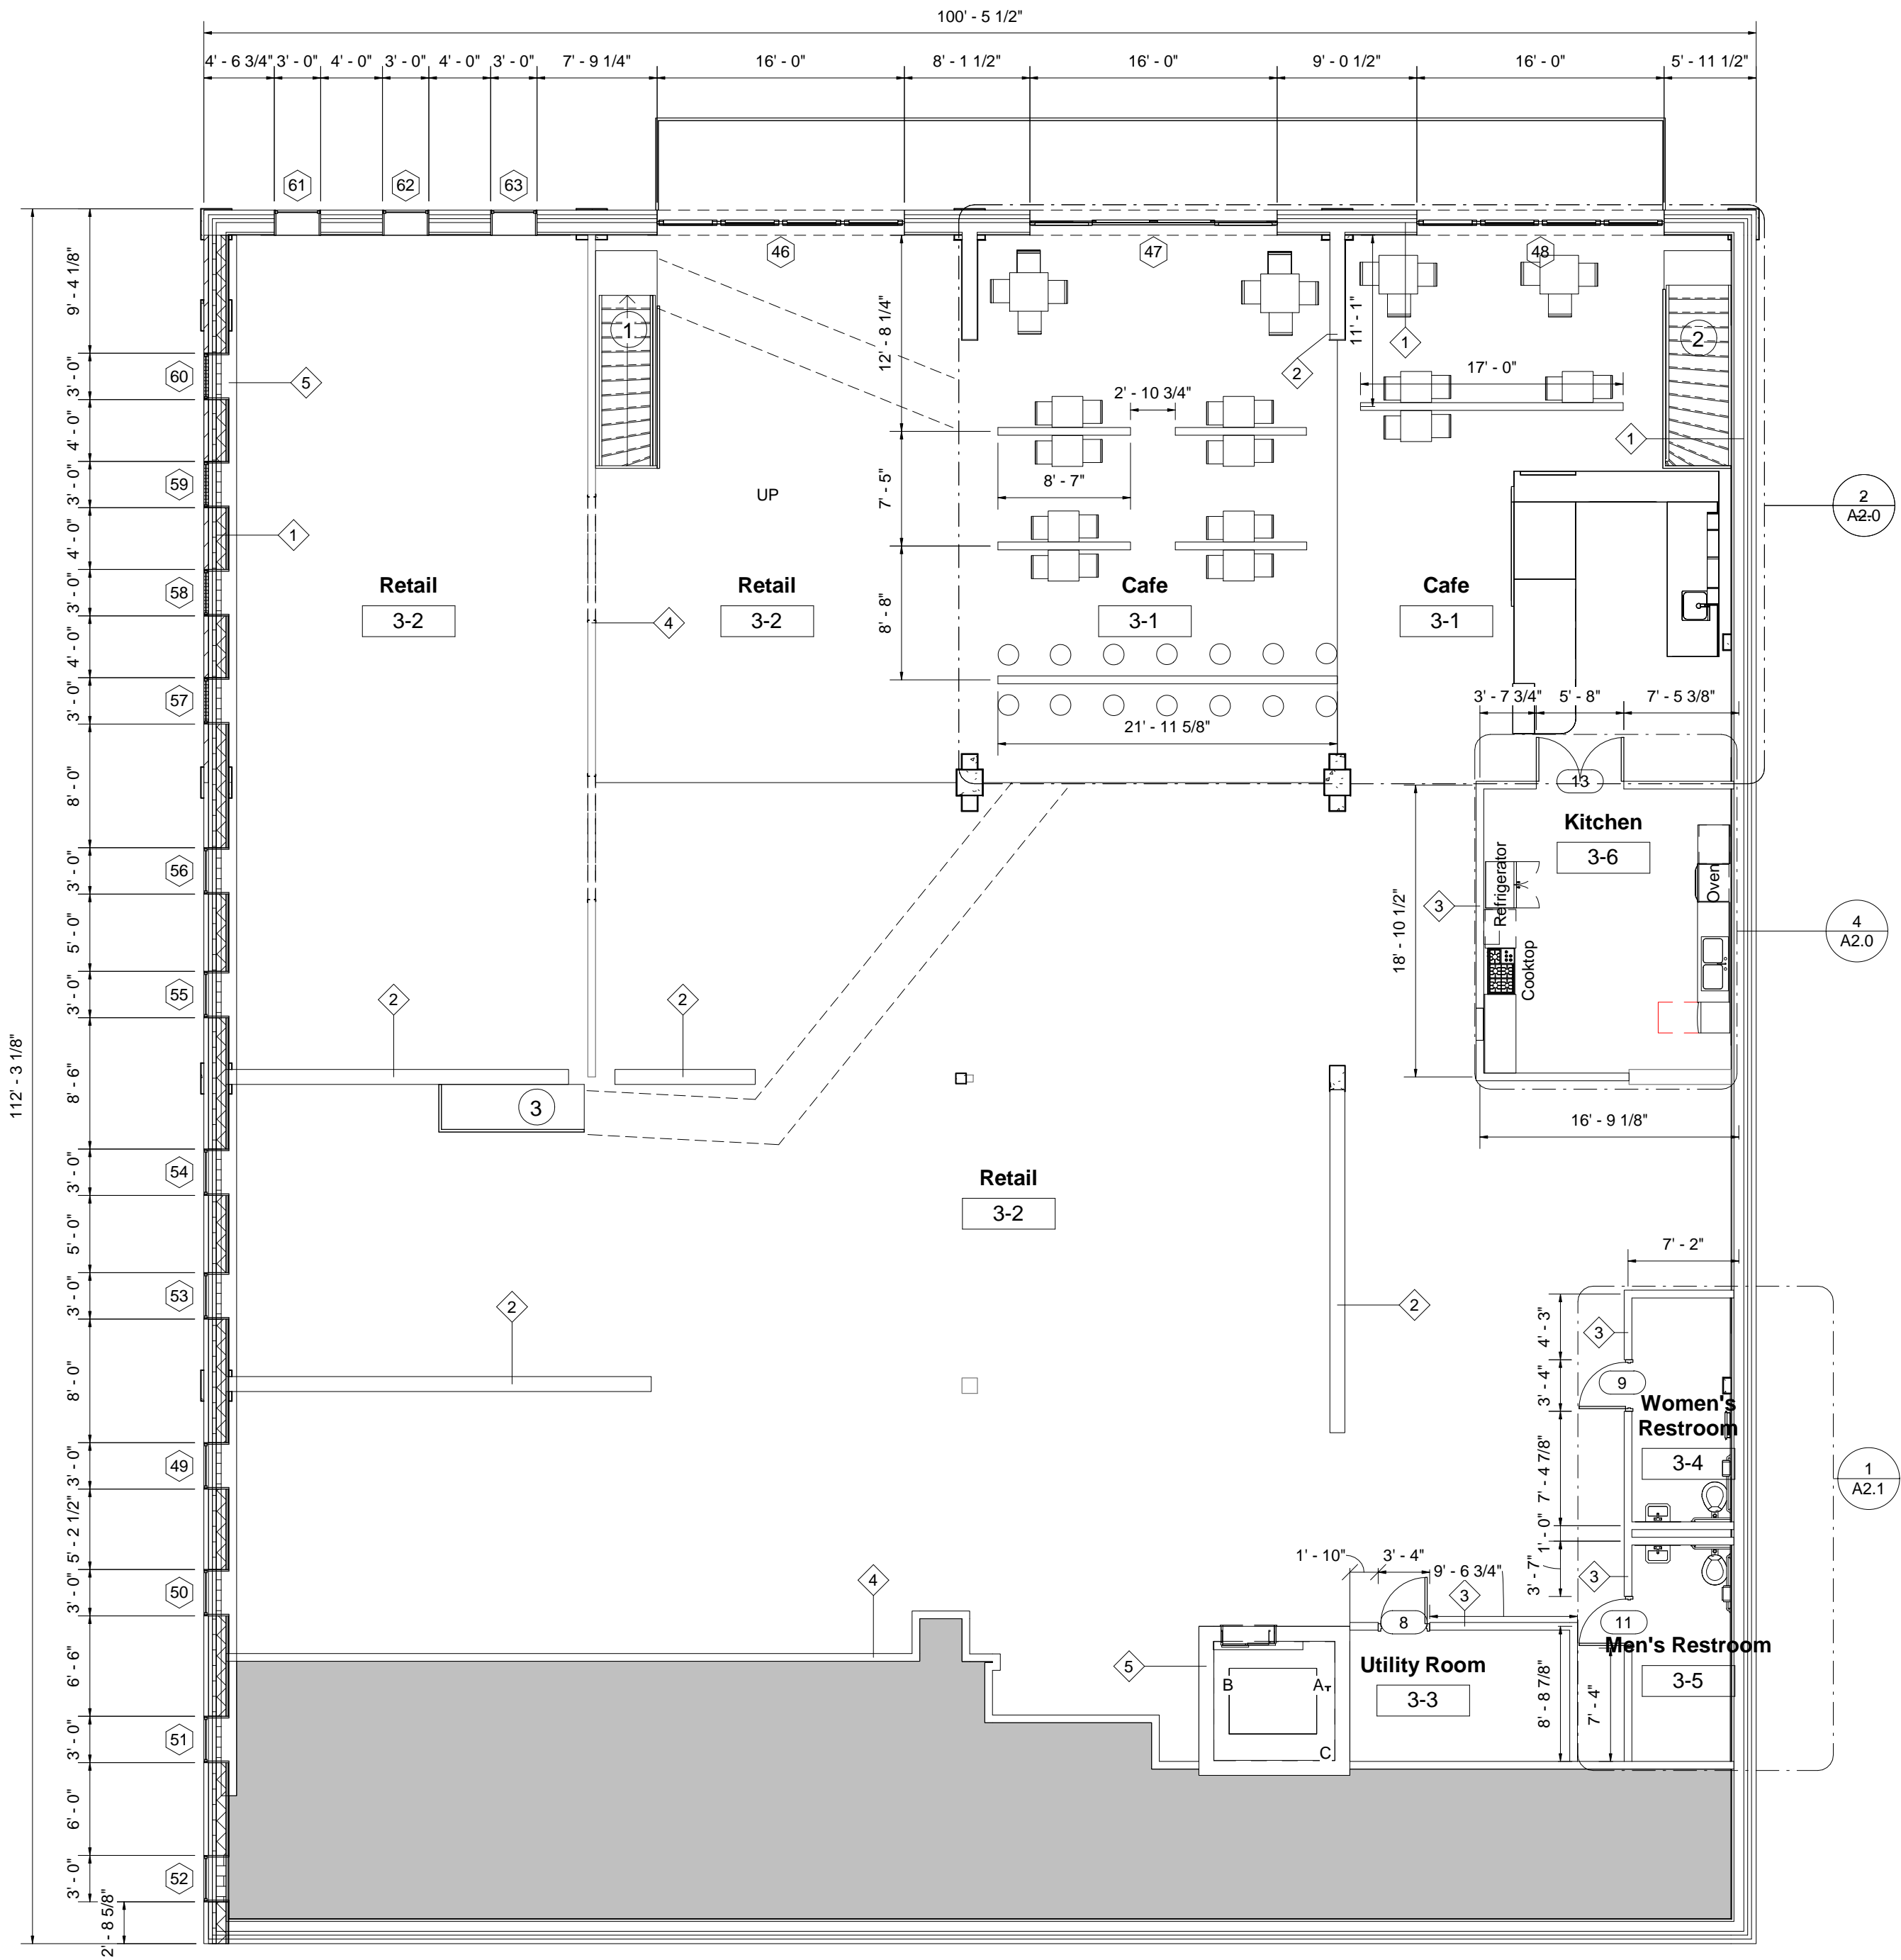 100' - 5 1/2"
4' - 6 3/4" 3' - 0" 4' - 0" 3' - 0" 4' - 0" 3' - 0" 7' - 9 1/4" 16' - 0" 8' - 1 1/2" 16' - 0" 9' - 0 1/2" 16' - 0" 5' - 11 1/2"
61 62 63
46 47 48
112' - 3 1/8"
9' - 4 1/8"
3' - 0"
4' - 0"
3' - 0"
4' - 0"
3' - 0"
4' - 0"
3' - 0"
8' - 0"
3' - 0"
5' - 0"
3' - 0"
8' - 6"
3' - 0"
5' - 0"
3' - 0"
8' - 0"
3' - 0"
5' - 2 1/2"
3' - 0"
6' - 6"
3' - 0"
6' - 0"
3' - 0"
2' - 8 5/8"
60
59
58
57
56
55
54
53
49
50
51
52
5
1
1
UP
Retail
3-2
Retail
3-2
4
12' - 8 1/4"
7' - 5"
8' - 8"
2' - 10 3/4"
8' - 7"
Cafe
3-1
21' - 11 5/8"
2
11' - 1"
1
17' - 0"
2
1
Cafe
3-1
2
A2.0
3' - 7 3/4" 5' - 8" 7' - 5 3/8"
13
Kitchen
3-6
Refrigerator
Oven
Cooktop
3
18' - 10 1/2"
16' - 9 1/8"
4
A2.0
2
2
3
Retail
3-2
2
2
7' - 2"
4' - 3"
3' - 4"
7' - 4 7/8"
1' - 0"
3' - 7"
3
9
Women's
Restroom
3-4
1
A2.1
3
11
Men's Restroom
3-5
7' - 4"
4
1' - 10" 3' - 4" 9' - 6 3/4"
3
8
5
B
A
C
Utility Room
3-3
8' - 8 7/8"